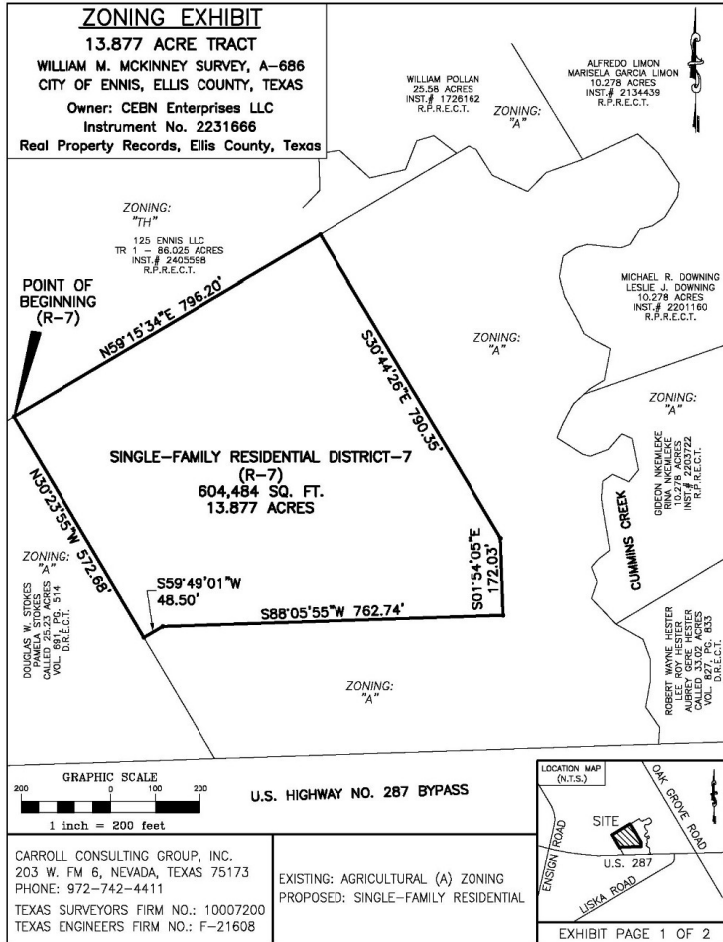 ZONING EXHIBIT
13.877 ACRE TRACT
WILLIAM M. MCKINNEY SURVEY, A-686
CITY OF ENNIS, ELLIS COUNTY, TEXAS
Owner: CEBN Enterprises LLC
Instrument No. 2231666
Real Property Records, Ellis County, Texas
WILLIAM POLLAN
25.58 ACRES
INST.# 1726162
R.P.R.E.C.T.
ZONING:
"A"
ALFREDO LIMON
MARISELA GARCIA LIMON
10.278 ACRES
INST.# 2134439
R.P.R.E.C.T.
ZONING:
"TH"
125 ENNIS LLC
TR 1 - 86.025 ACRES
INST.# 2405598
R.P.R.E.C.T.
POINT OF
BEGINNING
(R-7)
N59°15'34"E 796.20'
S30°44'26"E 790.35'
MICHAEL R. DOWNING
LESLIE J. DOWNING
10.278 ACRES
INST.# 2201160
R.P.R.E.C.T.
ZONING:
"A"
ZONING:
"A"
SINGLE-FAMILY RESIDENTIAL DISTRICT-7
(R-7)
604,484 SQ. FT.
13.877 ACRES
GIDEON NKEMLEKE
RINA NKEMLEKE
10.278 ACRES
INST.# 2203722
R.P.R.E.C.T.
CUMMINS CREEK
N30°23'55"W 572.68'
ZONING:
"A"
DOUGLAS W. STOKES
PAMELA STOKES
CALLED 25.23 ACRES
VOL. 691, PG. 514
D.R.E.C.T.
S59°49'01"W
48.50'
S88°05'55"W 762.74'
S01°54'05"E
172.03'
ROBERT WAYNE HESTER
LEE ROY HESTER
AUBREY GERE HESTER
CALLED 33.02 ACRES
VOL. 827, PG. 833
D.R.E.C.T.
ZONING:
"A"
GRAPHIC SCALE
200 0 100 200
1 inch = 200 feet
U.S. HIGHWAY NO. 287 BYPASS
LOCATION MAP
(N.T.S.)
OAK GROVE ROAD
SITE
U.S. 287
ENSIGN ROAD
LISKA ROAD
CARROLL CONSULTING GROUP, INC.
203 W. FM 6, NEVADA, TEXAS 75173
PHONE: 972-742-4411
TEXAS SURVEYORS FIRM NO.: 10007200
TEXAS ENGINEERS FIRM NO.: F-21608
EXISTING: AGRICULTURAL (A) ZONING
PROPOSED: SINGLE-FAMILY RESIDENTIAL
EXHIBIT PAGE 1 OF 2